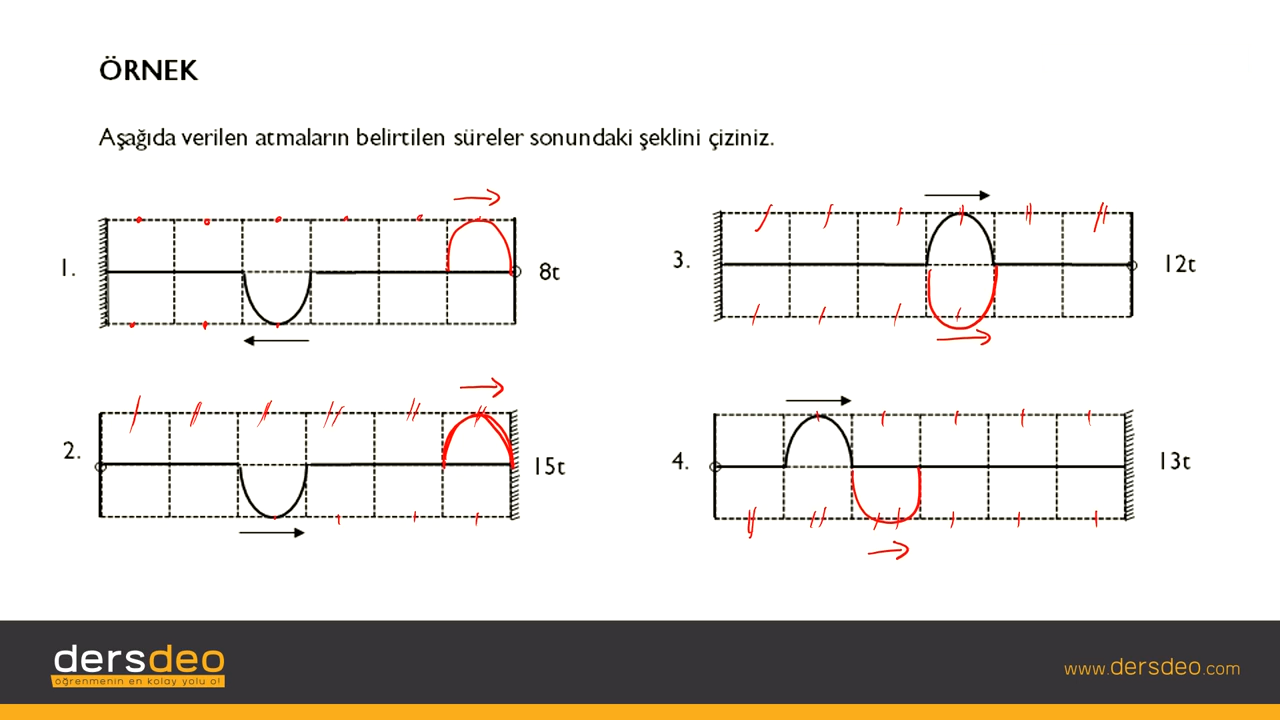 ÖRNEK
Aşağıda verilen atmaların belirtilen süreler sonundaki şeklini çiziniz.
1.
8t
2.
15t
3.
12t
4.
13t
dersdeo
öğrenmenin en kolay yolu o!
www.dersdeo.com